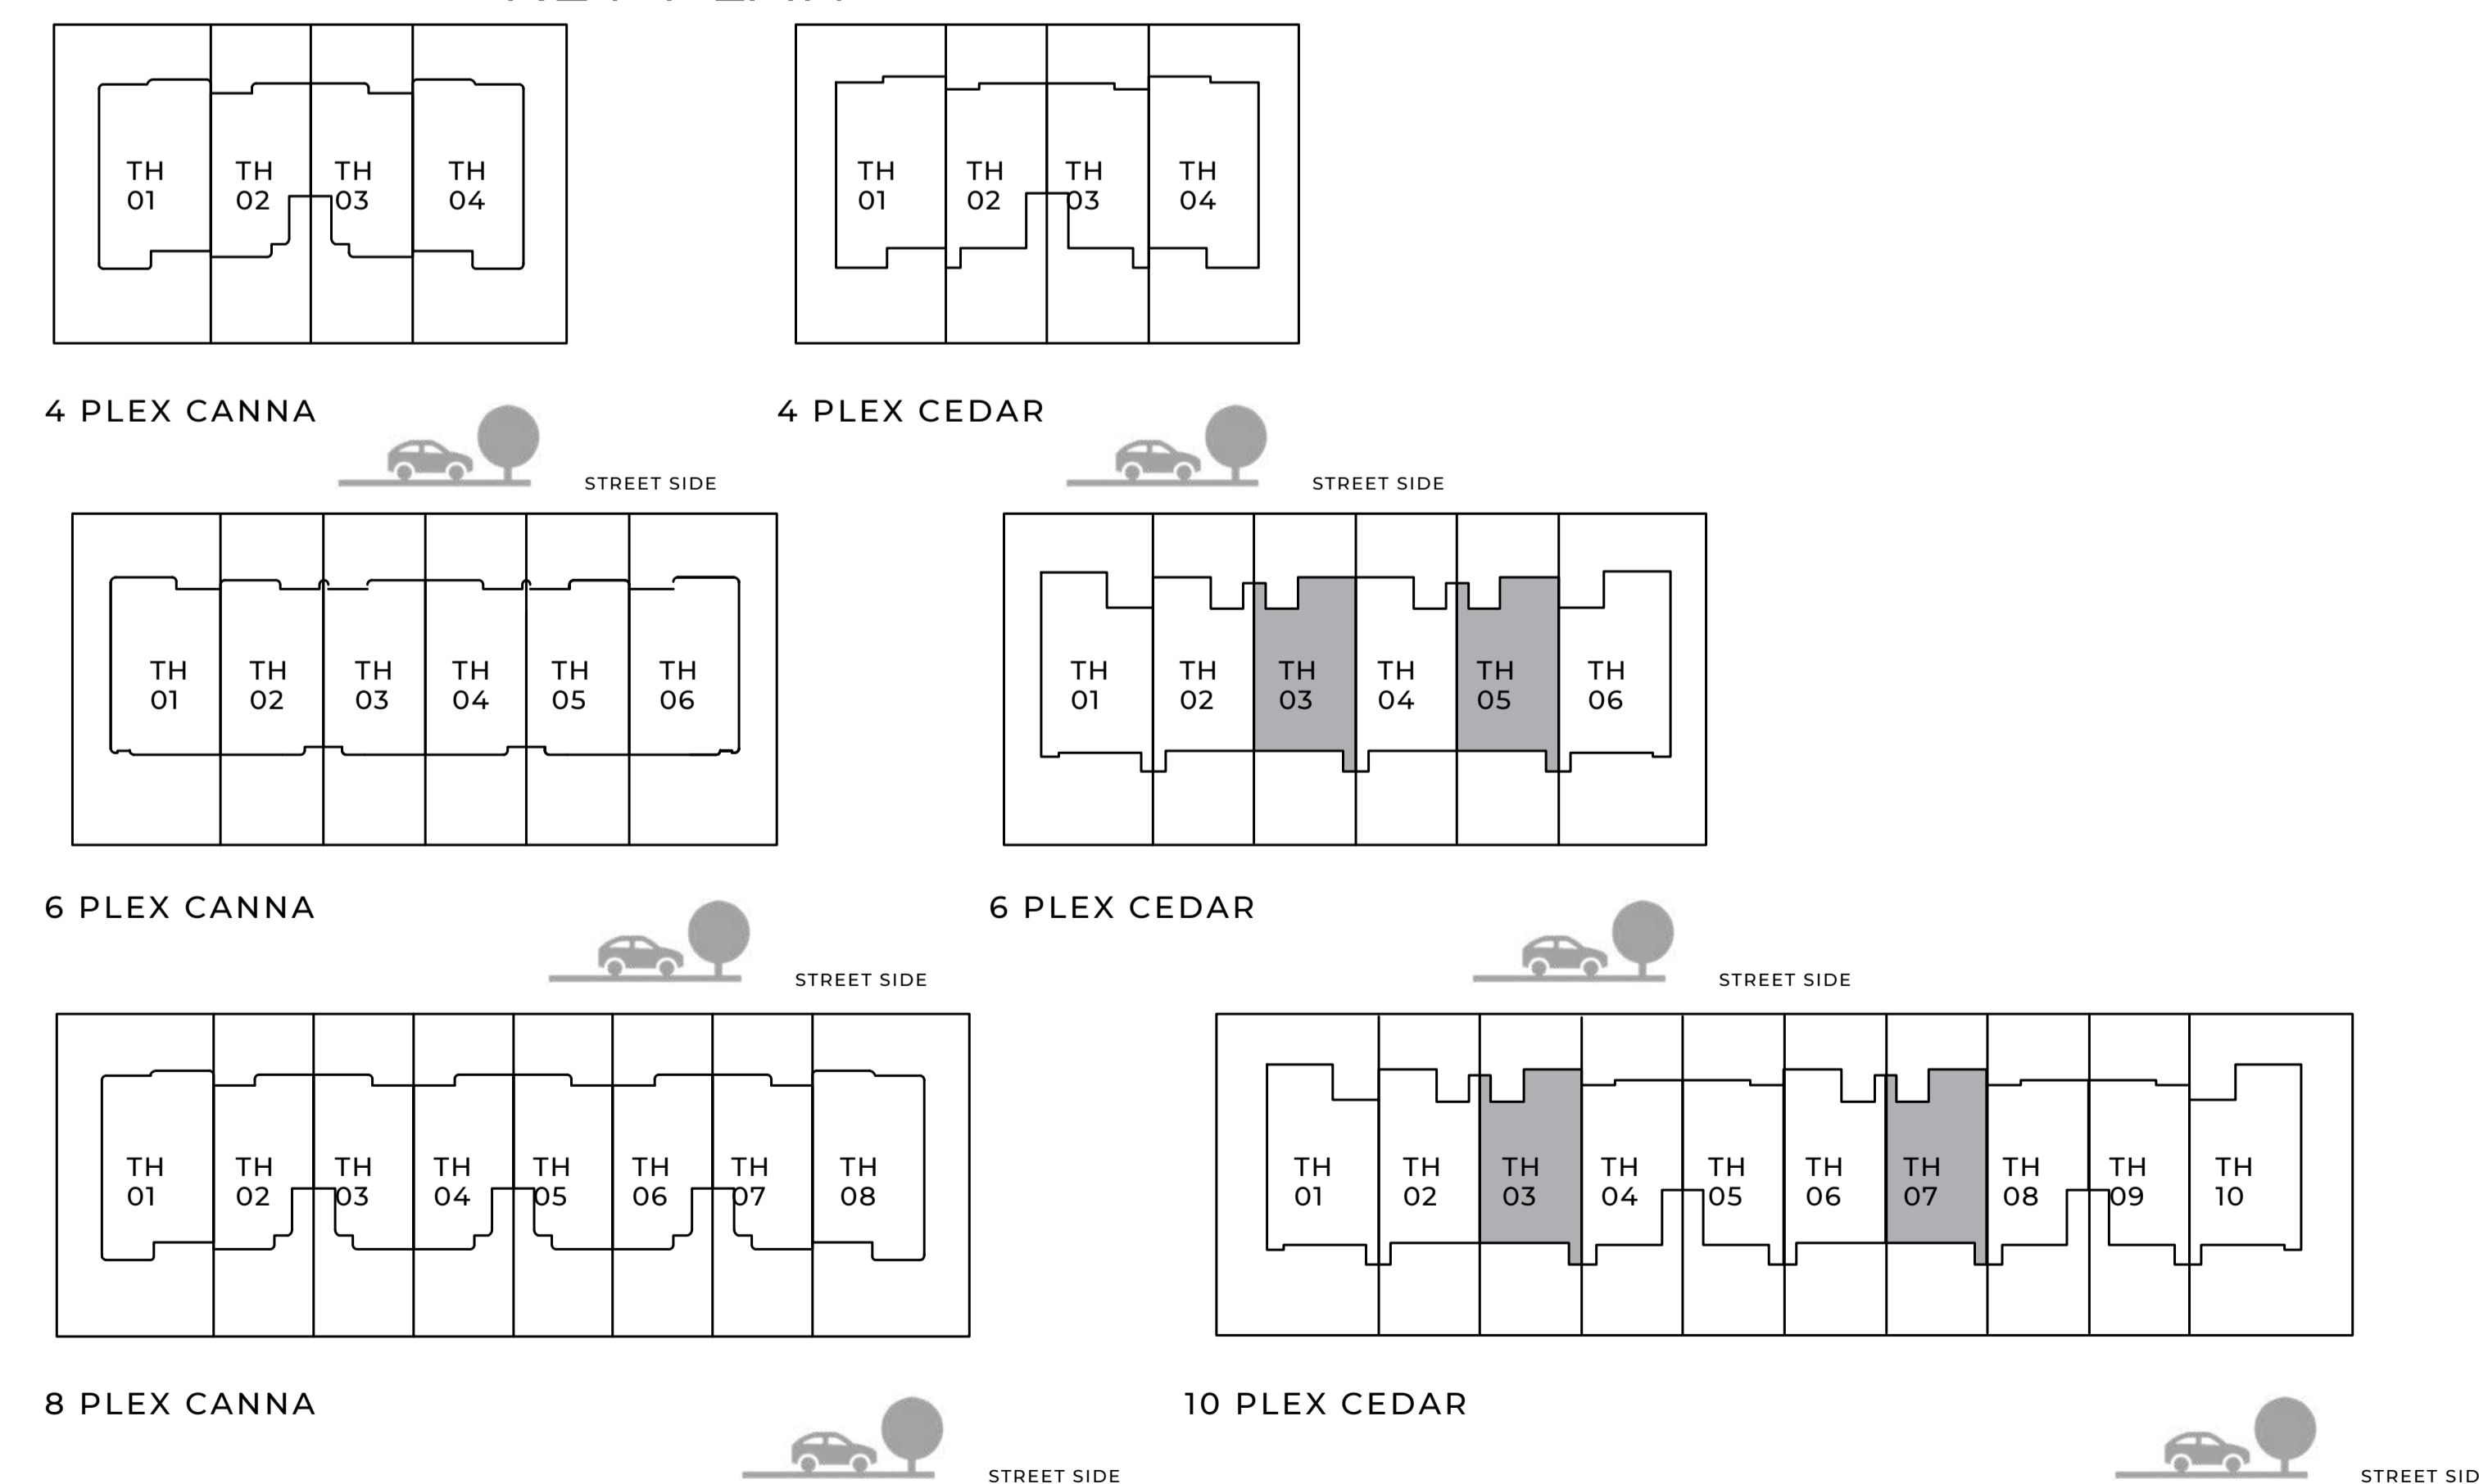 TH TH TH TH
01 02 03 04
TH TH TH TH
01 02 03 04
4 PLEX CANNA
STREET SIDE
4 PLEX CEDAR
STREET SIDE
TH TH TH TH TH TH
01 02 03 04 05 06
TH TH TH TH TH TH
01 02 03 04 05 06
6 PLEX CANNA
STREET SIDE
6 PLEX CEDAR
STREET SIDE
TH TH TH TH TH TH TH TH
01 02 03 04 05 06 07 08
TH TH TH TH TH TH TH TH TH TH
01 02 03 04 05 06 07 08 09 10
8 PLEX CANNA
STREET SIDE
10 PLEX CEDAR
STREET SID